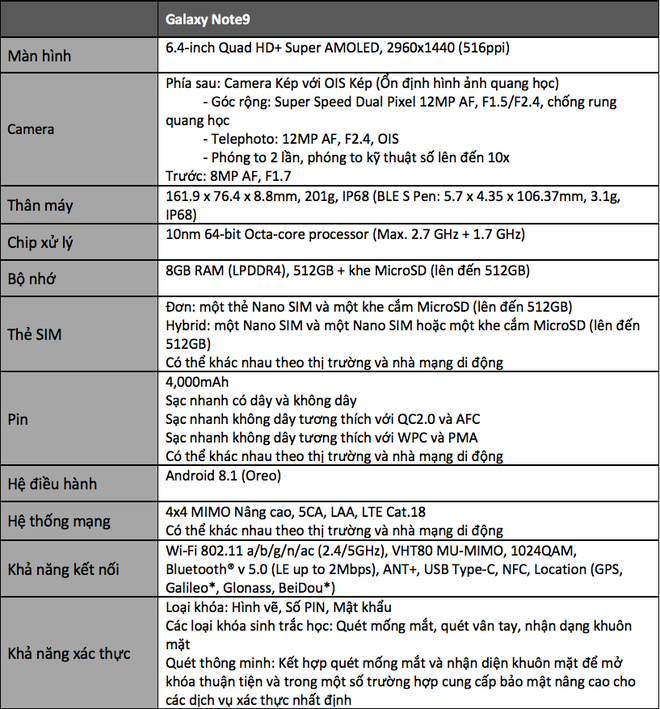 Galaxy Note9
Màn hình
6.4-inch Quad HD+ Super AMOLED, 2960x1440 (516ppi)
Camera
Phía sau: Camera Kép với OIS Kép (Ổn định hình ảnh quang học)
- Góc rộng: Super Speed Dual Pixel 12MP AF, F1.5/F2.4, chống rung
quang học
- Telephoto: 12MP AF, F2.4, OIS
- Phóng to 2 lần, phóng to kỹ thuật số lên đến 10x
Trước: 8MP AF, F1.7
Thân máy
161.9 x 76.4 x 8.8mm, 201g, IP68 (BLE S Pen: 5.7 x 4.35 x 106.37mm, 3.1g,
IP68)
Chip xử lý
10nm 64-bit Octa-core processor (Max. 2.7 GHz + 1.7 GHz)
Bộ nhớ
8GB RAM (LPDDR4), 512GB + khe MicroSD (lên đến 512GB)
Thẻ SIM
Đơn: một thẻ Nano SIM và một khe cắm MicroSD (lên đến 512GB)
Hybrid: một Nano SIM và một Nano SIM hoặc một khe cắm MicroSD (lên đến
512GB)
Có thể khác nhau theo thị trường và nhà mạng di động
Pin
4,000mAh
Sạc nhanh có dây và không dây
Sạc nhanh không dây tương thích với QC2.0 và AFC
Sạc nhanh không dây tương thích với WPC và PMA
Có thể khác nhau theo thị trường và nhà mạng di động
Hệ điều hành
Android 8.1 (Oreo)
Hệ thống mạng
4x4 MIMO Nâng cao, 5CA, LAA, LTE Cat.18
Có thể khác nhau theo thị trường và nhà mạng di động
Khả năng kết nối
Wi-Fi 802.11 a/b/g/n/ac (2.4/5GHz), VHT80 MU-MIMO, 1024QAM,
Bluetooth® v 5.0 (LE up to 2Mbps), ANT+, USB Type-C, NFC, Location (GPS,
Galileo*, Glonass, BeiDou*)
Khả năng xác thực
Loại khóa: Hình vẽ, Số PIN, Mật khẩu
Các loại khóa sinh trắc học: Quét mống mắt, quét vân tay, nhận dạng khuôn
mặt
Quét thông minh: Kết hợp quét mống mắt và nhận diện khuôn mặt để mở
khóa thuận tiện và trong một số trường hợp cung cấp bảo mật nâng cao cho
các dịch vụ xác thực nhất định